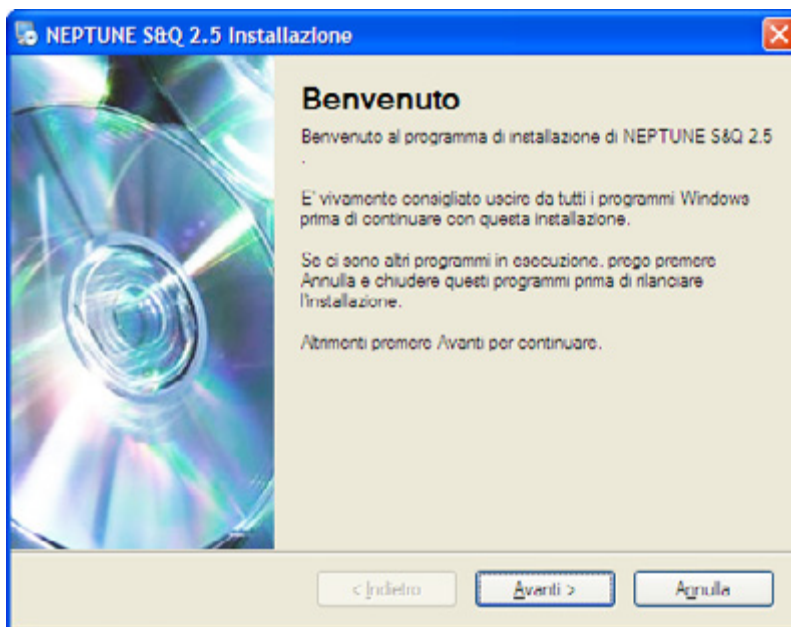 NEPTUNE S&Q 2.5 Installazione
Benvenuto
Benvenuto al programma di installazione di NEPTUNE S&Q 2.5
.
E' vivamente consigliato uscire da tutti i programmi Windows
prima di continuare con questa installazione.
Se ci sono altri programmi in esecuzione, prego premere
Annulla e chiudere questi programmi prima di rilanciare
l'installazione.
Altrimenti premere Avanti per continuare.
< Indietro
Avanti >
Annulla